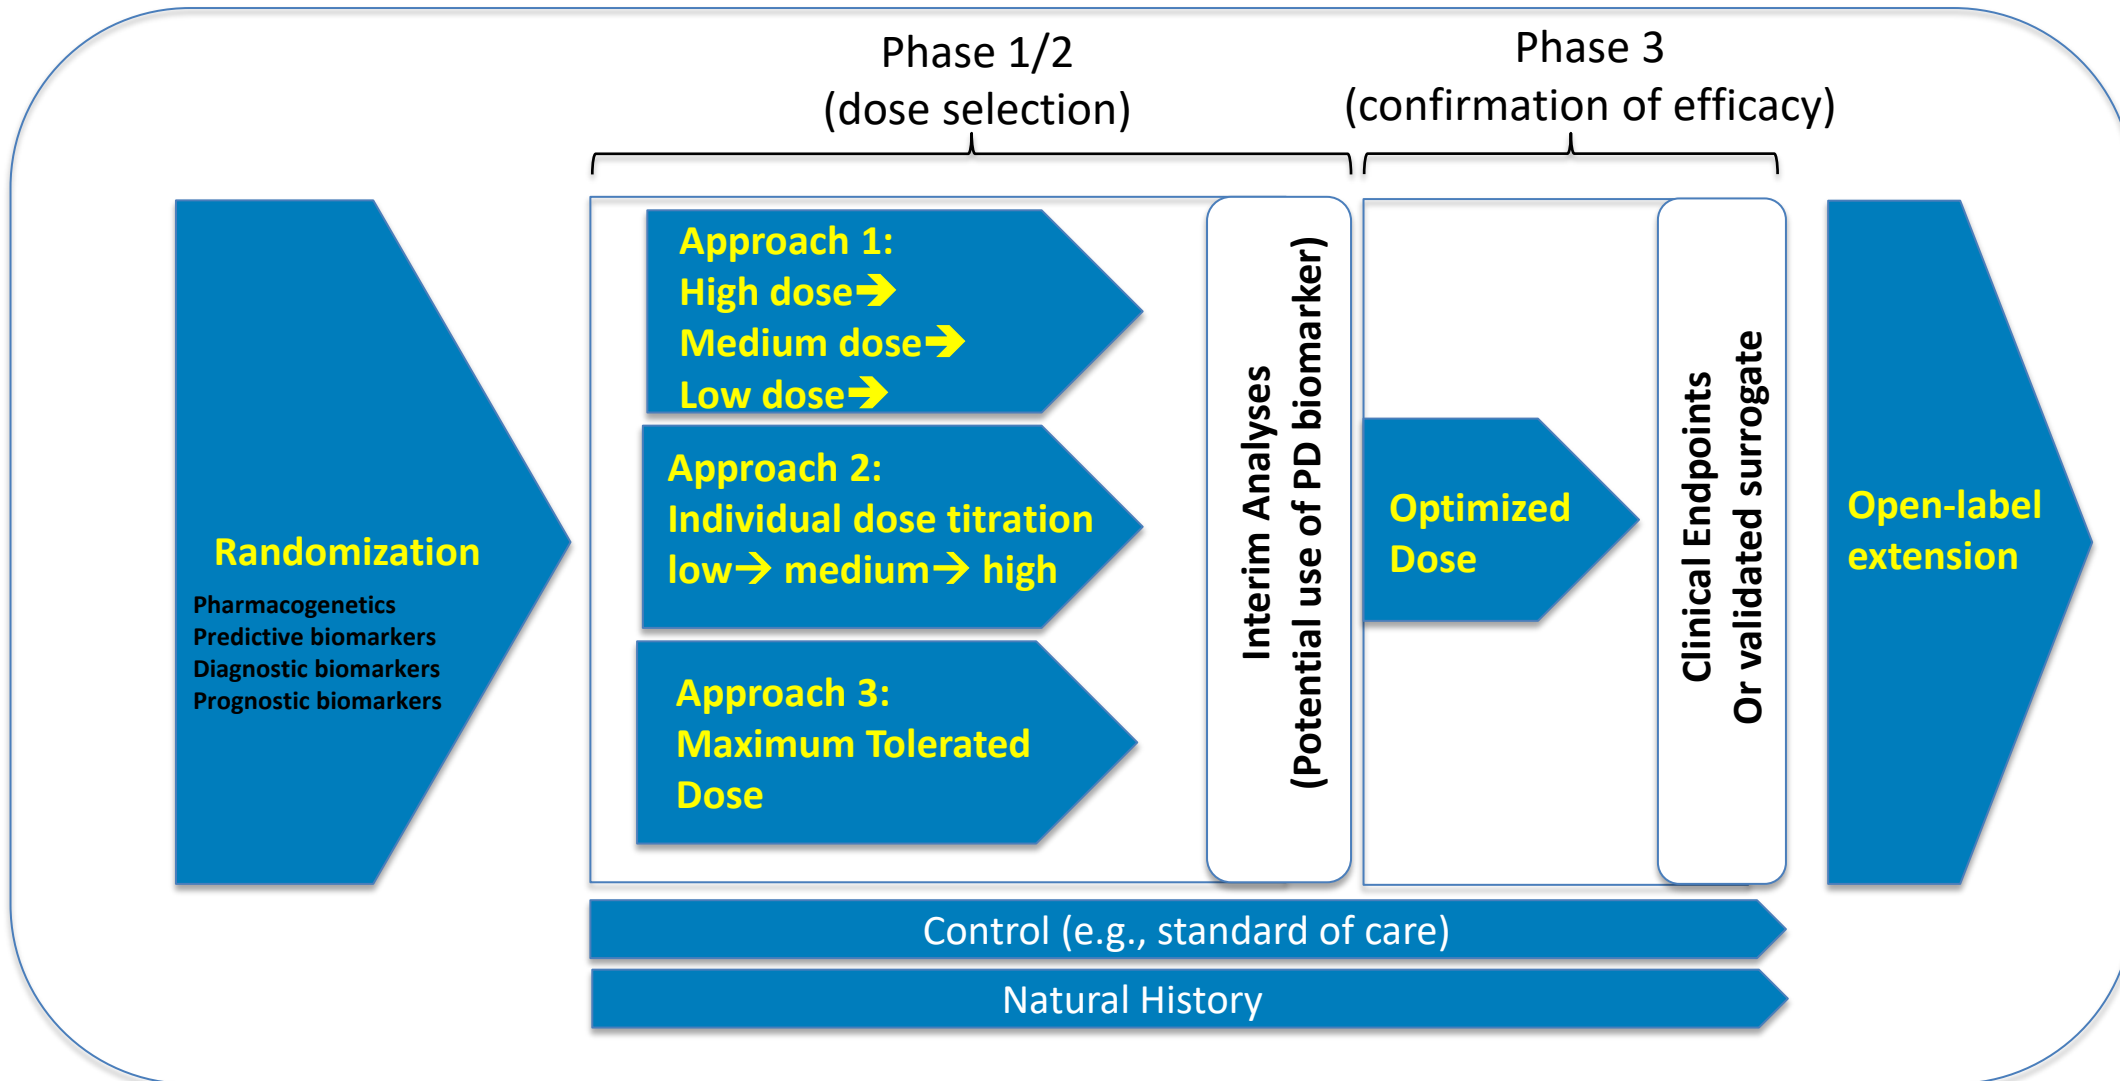 Phase 1/2
(dose selection)
Phase 3
(confirmation of efficacy)
Randomization
Pharmacogenetics
Predictive biomarkers
Diagnostic biomarkers
Prognostic biomarkers
Approach 1:
High dose➔
Medium dose➔
Low dose➔
Approach 2:
Individual dose titration
low→ medium→ high
Approach 3:
Maximum Tolerated
Dose
Interim Analyses
(Potential use of PD biomarker)
Optimized
Dose
Clinical Endpoints
Or validated surrogate
Open-label
extension
Control (e.g., standard of care)
Natural History